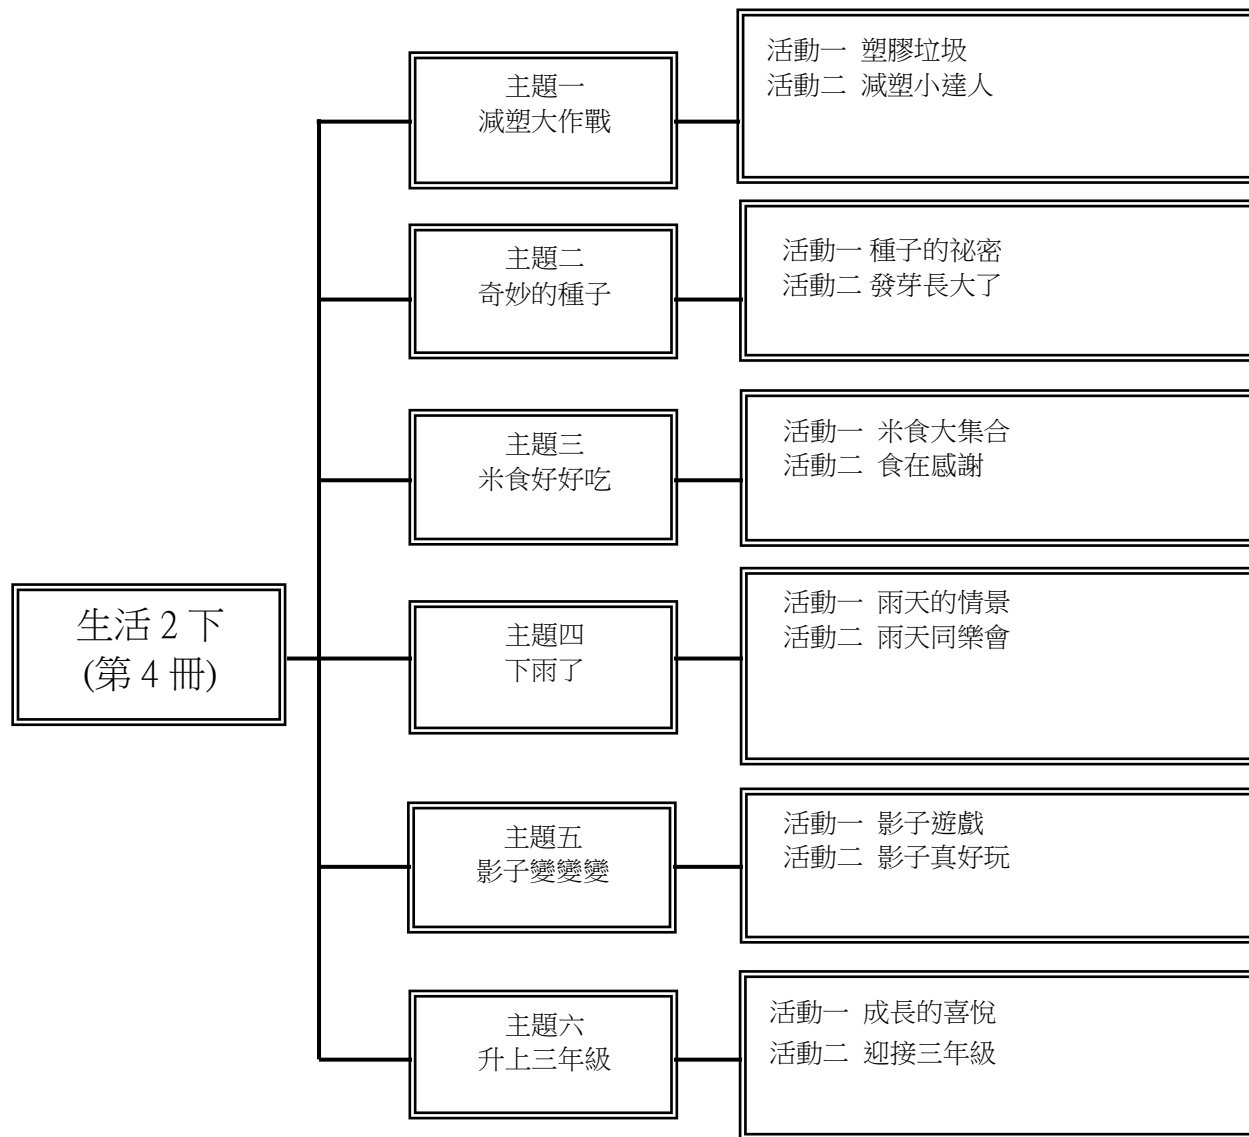 生活 2 下
(第 4 冊)
主題一
減塑大作戰
活動一 塑膠垃圾
活動二 減塑小達人
主題二
奇妙的種子
活動一 種子的祕密
活動二 發芽長大了
主題三
米食好好吃
活動一 米食大集合
活動二 食在感謝
主題四
下雨了
活動一 雨天的情景
活動二 雨天同樂會
主題五
影子變變變
活動一 影子遊戲
活動二 影子真好玩
主題六
升上三年級
活動一 成長的喜悅
活動二 迎接三年級